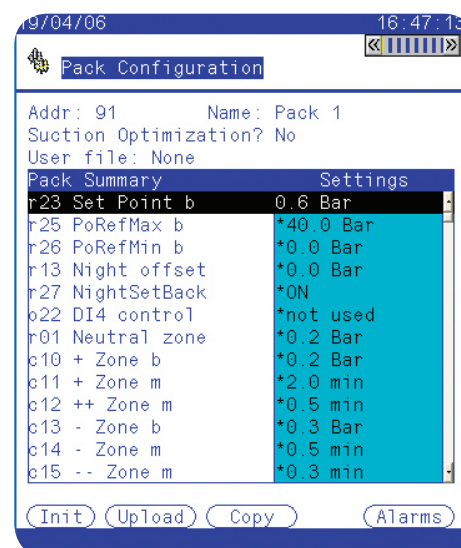 19/04/06 16:47:13
Pack Configuration
Addr: 91 Name: Pack 1
Suction Optimization? No
User file: None
Pack Summary Settings
r23 Set Point b 0.6 Bar
r25 PoRefMax b *40.0 Bar
r26 PoRefMin b *0.0 Bar
r13 Night offset *0.0 Bar
r27 NightSetBack *ON
o22 DI4 control *not used
r01 Neutral zone *0.2 Bar
c10 + Zone b *0.2 Bar
c11 + Zone m *2.0 min
c12 ++ Zone m *0.5 min
c13 - Zone b *0.3 Bar
c14 - Zone m *0.5 min
c15 -- Zone m *0.3 min
Init Upload Copy Alarms